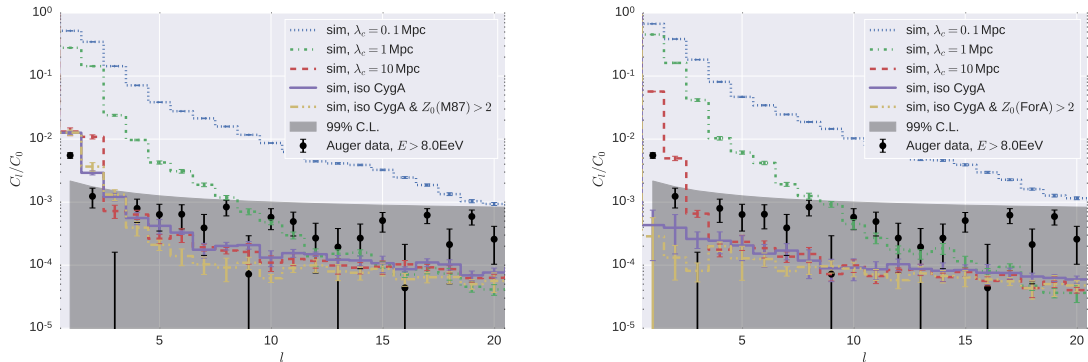 10⁰
10⁻¹
10⁻²
10⁻³
10⁻⁴
10⁻⁵
C_l/C_0
5
10
15
20
l
sim, λ_c = 0.1 Mpc
sim, λ_c = 1 Mpc
sim, λ_c = 10 Mpc
sim, iso CygA
sim, iso CygA & Z_0(M87) > 2
99% C.L.
Auger data, E > 8.0EeV
10⁰
10⁻¹
10⁻²
10⁻³
10⁻⁴
10⁻⁵
C_l/C_0
5
10
15
20
l
sim, λ_c = 0.1 Mpc
sim, λ_c = 1 Mpc
sim, λ_c = 10 Mpc
sim, iso CygA
sim, iso CygA & Z_0(ForA) > 2
99% C.L.
Auger data, E > 8.0EeV